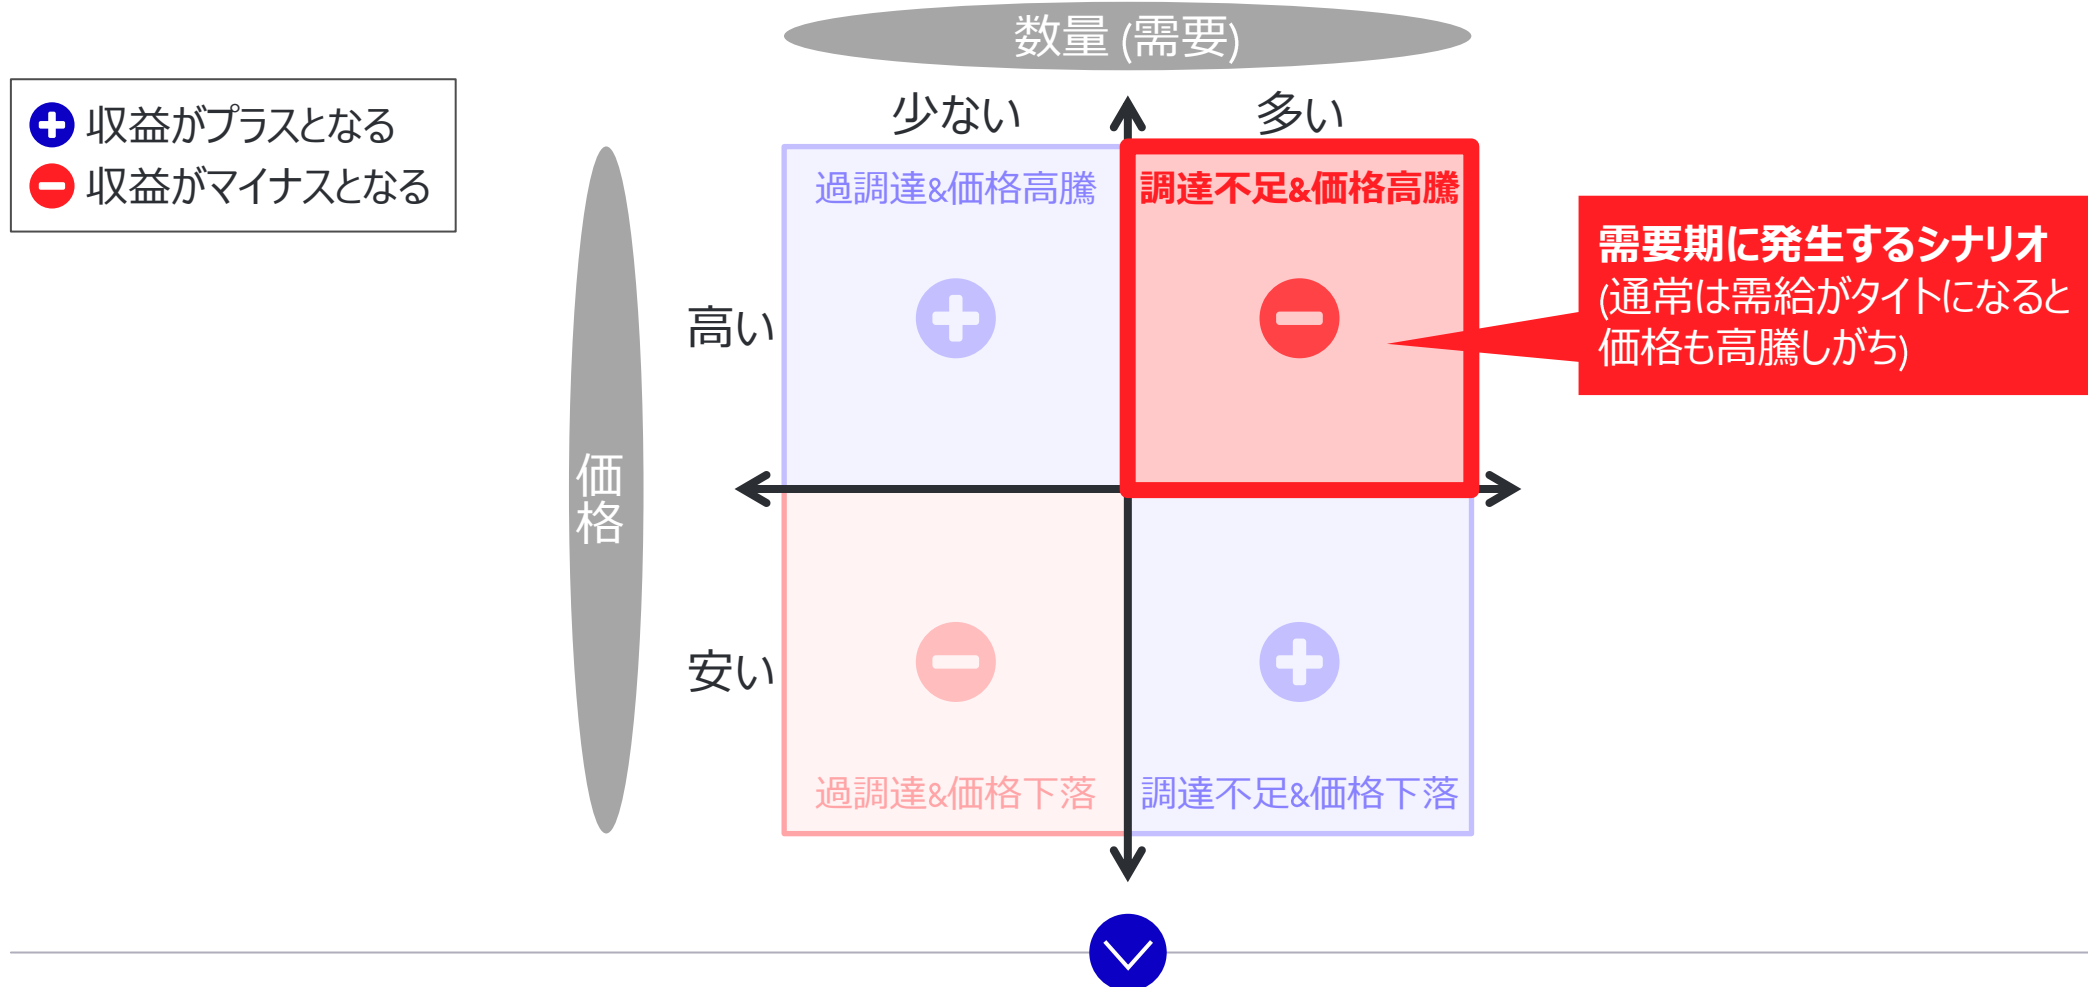 数量 (需要)
収益がプラスとなる
収益がマイナスとなる
少ない
多い
過調達&価格高騰
調達不足&価格高騰
需要期に発生するシナリオ
(通常は需給がタイトになると
価格も高騰しがち)
高い
価格
安い
過調達&価格下落
調達不足&価格下落